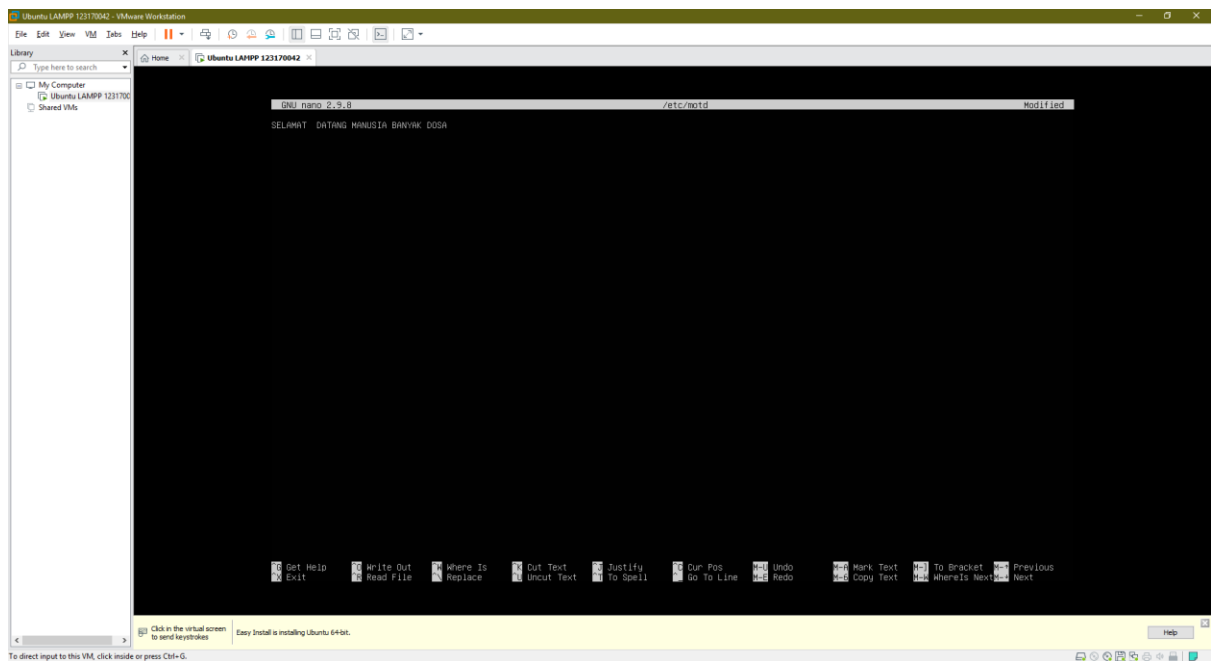 Ubuntu LAMPP 123170042 - VMware Workstation
File Edit View VM Tabs Help
Library
Type here to search
My Computer
Ubuntu LAMPP 1231700
Shared VMs
Home
Ubuntu LAMPP 123170042
GNU nano 2.9.8 /etc/motd Modified
SELAMAT  DATANG MANUSIA BANYAK DOSA
^G Get Help ^O Write Out ^W Where Is ^K Cut Text ^J Justify ^C Cur Pos M-U Undo M-A Mark Text M-] To Bracket M-↑ Previous
^X Exit ^R Read File ^\ Replace ^U Uncut Text ^T To Spell ^_ Go To Line M-E Redo M-6 Copy Text M-W WhereIs Next M-↓ Next
Click in the virtual screen
to send keystrokes
Easy Install is installing Ubuntu 64-bit.
Help
To direct input to this VM, click inside or press Ctrl+G.